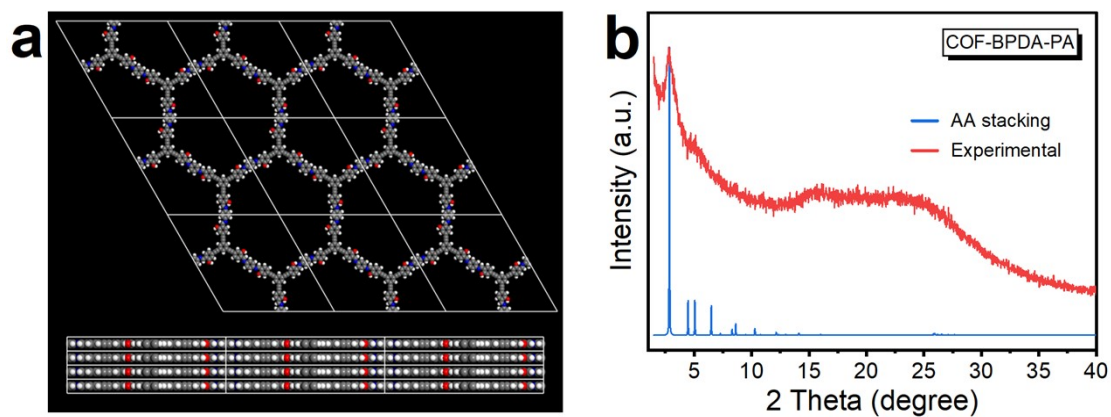 a
b
COF-BPDA-PA
AA stacking
Experimental
Intensity (a.u.)
5 10 15 20 25 30 35 40
2 Theta (degree)